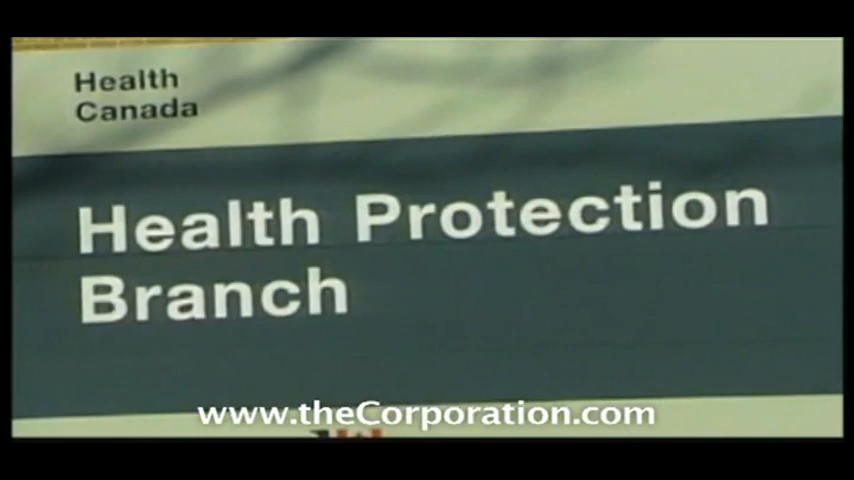 Health
Canada
Health Protection
Branch
www.theCorporation.com